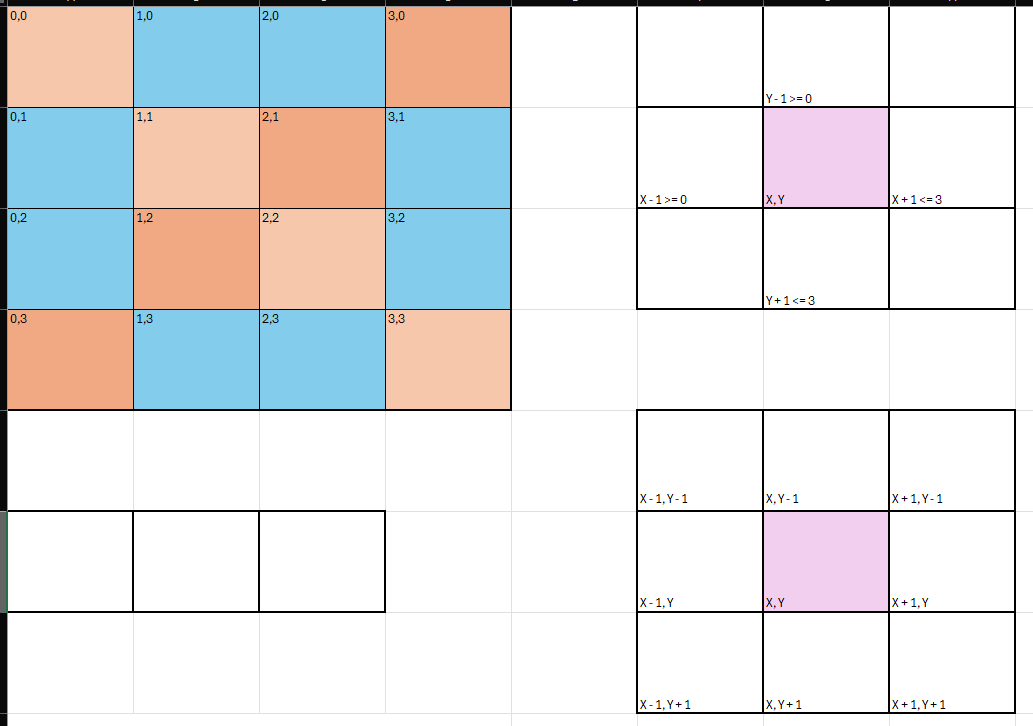 0,0
1,0
2,0
3,0
Y - 1 >= 0
0,1
1,1
2,1
3,1
X - 1 >= 0
X,Y
X + 1 <= 3
0,2
1,2
2,2
3,2
Y + 1 <= 3
0,3
1,3
2,3
3,3
X - 1, Y - 1
X, Y - 1
X + 1, Y - 1
X - 1, Y
X,Y
X + 1, Y
X - 1, Y + 1
X, Y + 1
X + 1, Y + 1